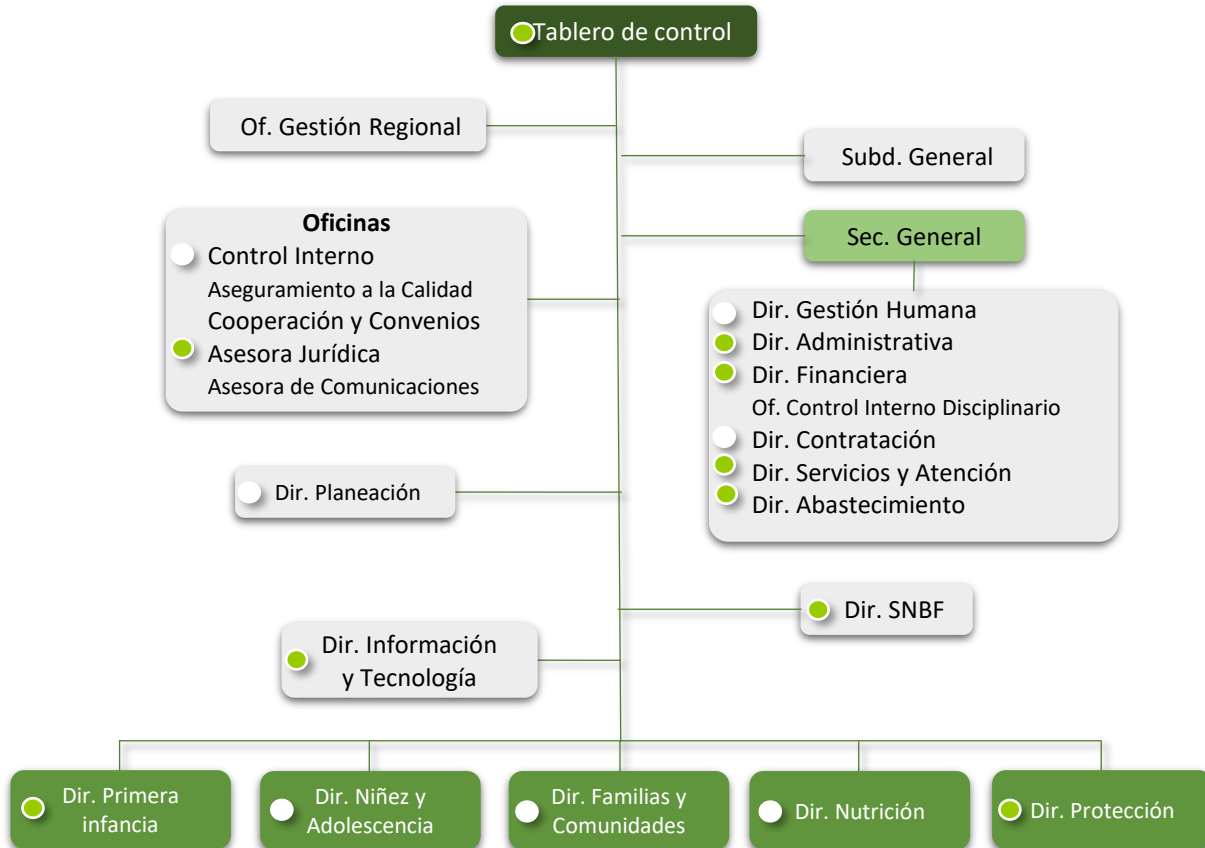 Tablero de control
Of. Gestión Regional
Subd. General
Oficinas
Control Interno
Aseguramiento a la Calidad
Cooperación y Convenios
Asesora Jurídica
Asesora de Comunicaciones
Sec. General
Dir. Gestión Humana
Dir. Administrativa
Dir. Financiera
Of. Control Interno Disciplinario
Dir. Contratación
Dir. Servicios y Atención
Dir. Abastecimiento
Dir. Planeación
Dir. SNBF
Dir. Información
y Tecnología
Dir. Primera
infancia
Dir. Niñez y
Adolescencia
Dir. Familias y
Comunidades
Dir. Nutrición
Dir. Protección